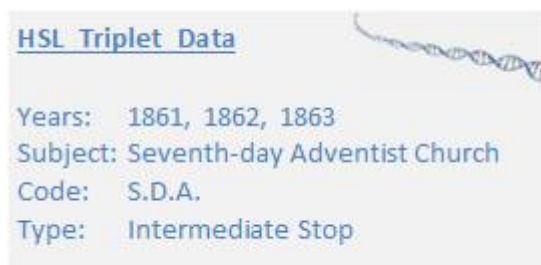 HSL Triplet Data
Years: 1861, 1862, 1863
Subject: Seventh-day Adventist Church
Code: S.D.A.
Type: Intermediate Stop